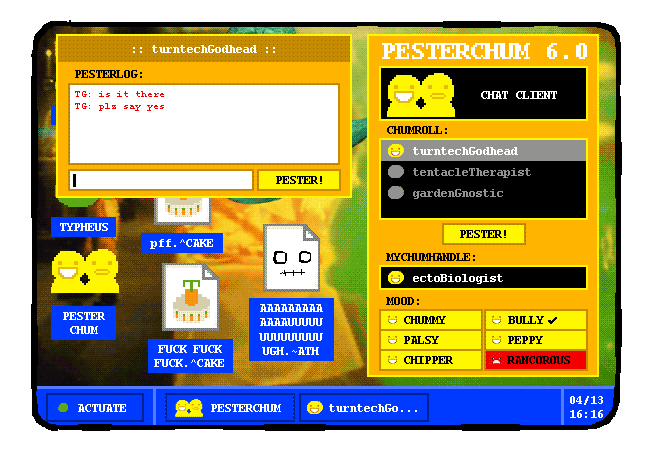 :: turntechGodhead ::
PESTERLOG:
TG: is it there
TG: plz say yes
PESTER!
PESTERCHUM 6.0
CHAT CLIENT
CHUMROLL:
turntechGodhead
tentacleTherapist
gardenGnostic
PESTER!
MYCHUMHANDLE:
ectoBiologist
MOOD:
CHUMMY
BULLY
PALSY
PEPPY
CHIPPER
RANCOROUS
TYPHEUS
pff.^CAKE
PESTER
CHUM
FUCK FUCK
FUCK.^CAKE
AAAAAAAAA
AAAAUUUUU
UUUUUUUUU
UGH.~ATH
ACTUATE
PESTERCHUM
turntechGo...
04/13
16:16